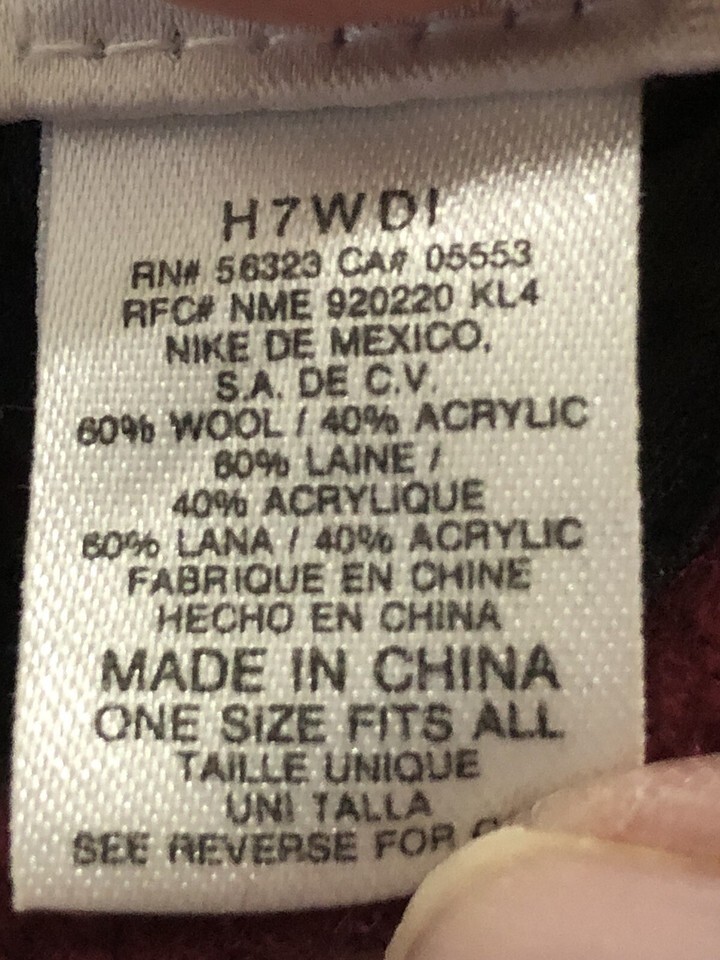 H7WDI
RN# 56323 CA# 05553
RFC# NME 920220 KL4
NIKE DE MEXICO,
S.A. DE C.V.
60% WOOL / 40% ACRYLIC
60% LAINE /
40% ACRYLIQUE
60% LANA / 40% ACRYLIC
FABRIQUE EN CHINE
HECHO EN CHINA
MADE IN CHINA
ONE SIZE FITS ALL
TAILLE UNIQUE
UNI TALLA
SEE REVERSE FOR